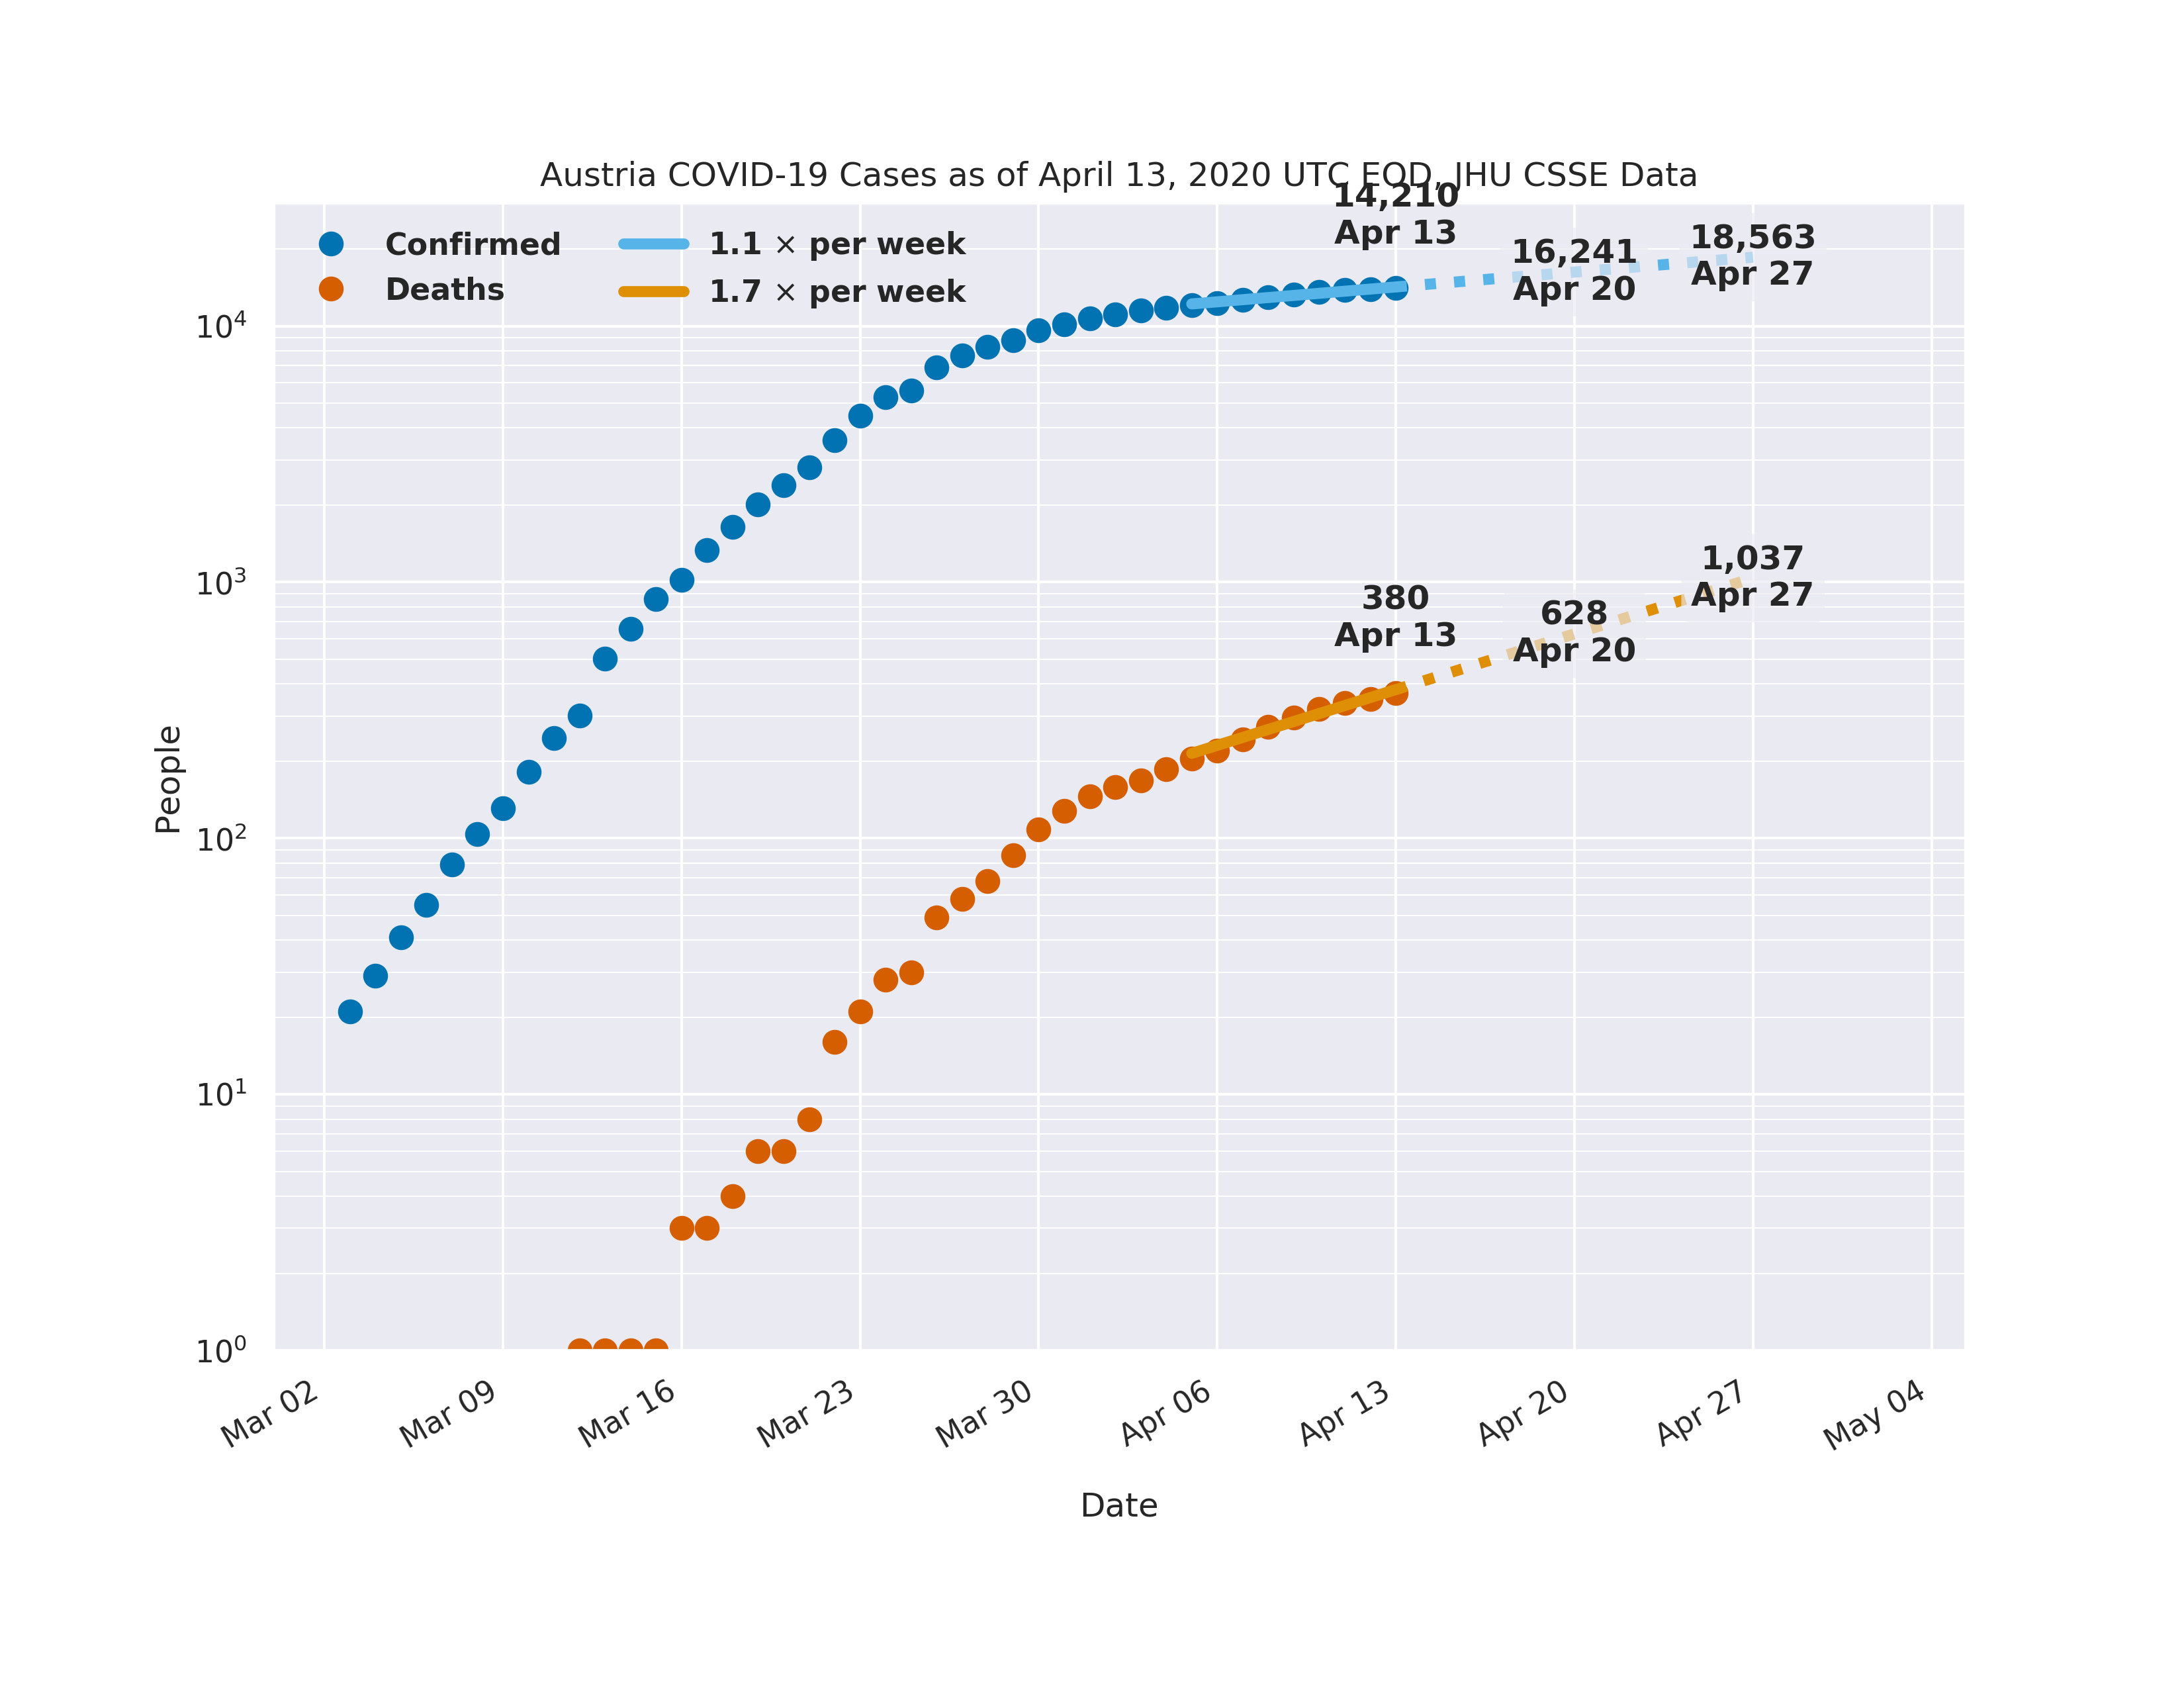 Austria COVID-19 Cases as of April 13, 2020 UTC EOD, JHU CSSE Data
Confirmed
Deaths
1.1 × per week
1.7 × per week
14,210
Apr 13
16,241
Apr 20
18,563
Apr 27
380
Apr 13
628
Apr 20
1,037
Apr 27
People
10⁴
10³
10²
10¹
10⁰
Mar 02
Mar 09
Mar 16
Mar 23
Mar 30
Apr 06
Apr 13
Apr 20
Apr 27
May 04
Date